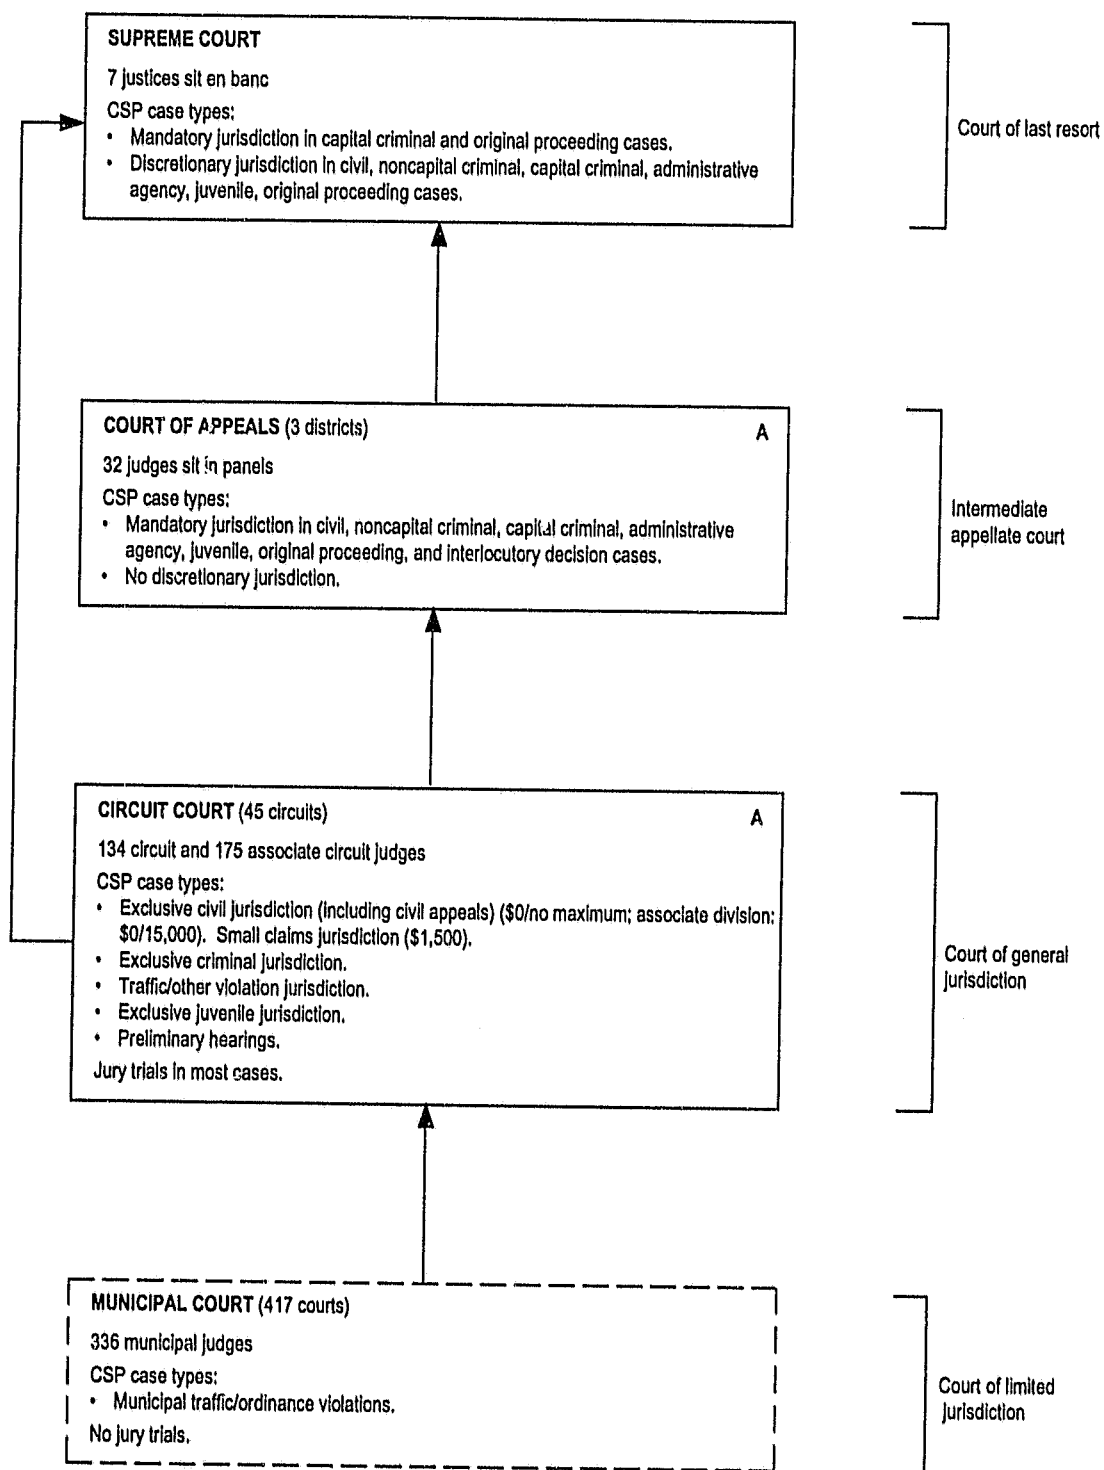 SUPREME COURT
7 justices sit en banc
CSP case types:
• Mandatory jurisdiction in capital criminal and original proceeding cases.
• Discretionary jurisdiction in civil, noncapital criminal, capital criminal, administrative
agency, juvenile, original proceeding cases.
Court of last resort
COURT OF APPEALS (3 districts)
A
32 judges sit in panels
CSP case types:
• Mandatory jurisdiction in civil, noncapital criminal, capital criminal, administrative
agency, juvenile, original proceeding, and interlocutory decision cases.
• No discretionary jurisdiction.
Intermediate
appellate court
CIRCUIT COURT (45 circuits)
A
134 circuit and 175 associate circuit judges
CSP case types:
• Exclusive civil jurisdiction (including civil appeals) ($0/no maximum; associate division:
$0/15,000). Small claims jurisdiction ($1,500).
• Exclusive criminal jurisdiction.
• Traffic/other violation jurisdiction.
• Exclusive juvenile jurisdiction.
• Preliminary hearings.
Jury trials in most cases.
Court of general
jurisdiction
MUNICIPAL COURT (417 courts)
336 municipal judges
CSP case types:
• Municipal traffic/ordinance violations.
No jury trials.
Court of limited
jurisdiction